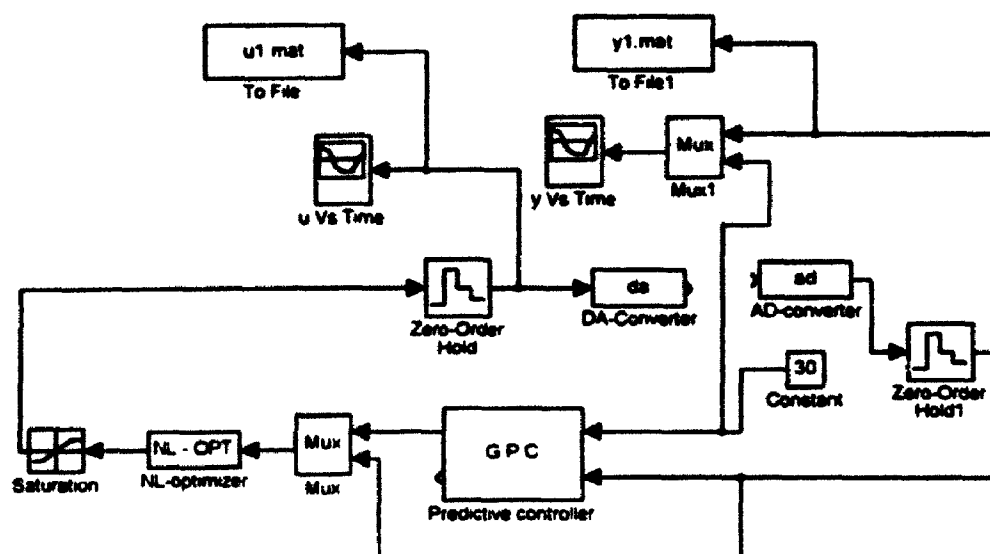 u1 mat
To File
y1.mat
To File1
u Vs Time
y Vs Time
Mux
Mux1
Zero-Order
Hold
da
DA-Converter
ad
AD-converter
Zero-Order
Hold1
30
Constant
Saturation
NL - OPT
NL-optimizer
Mux
Mux
G P C
Predictive controller